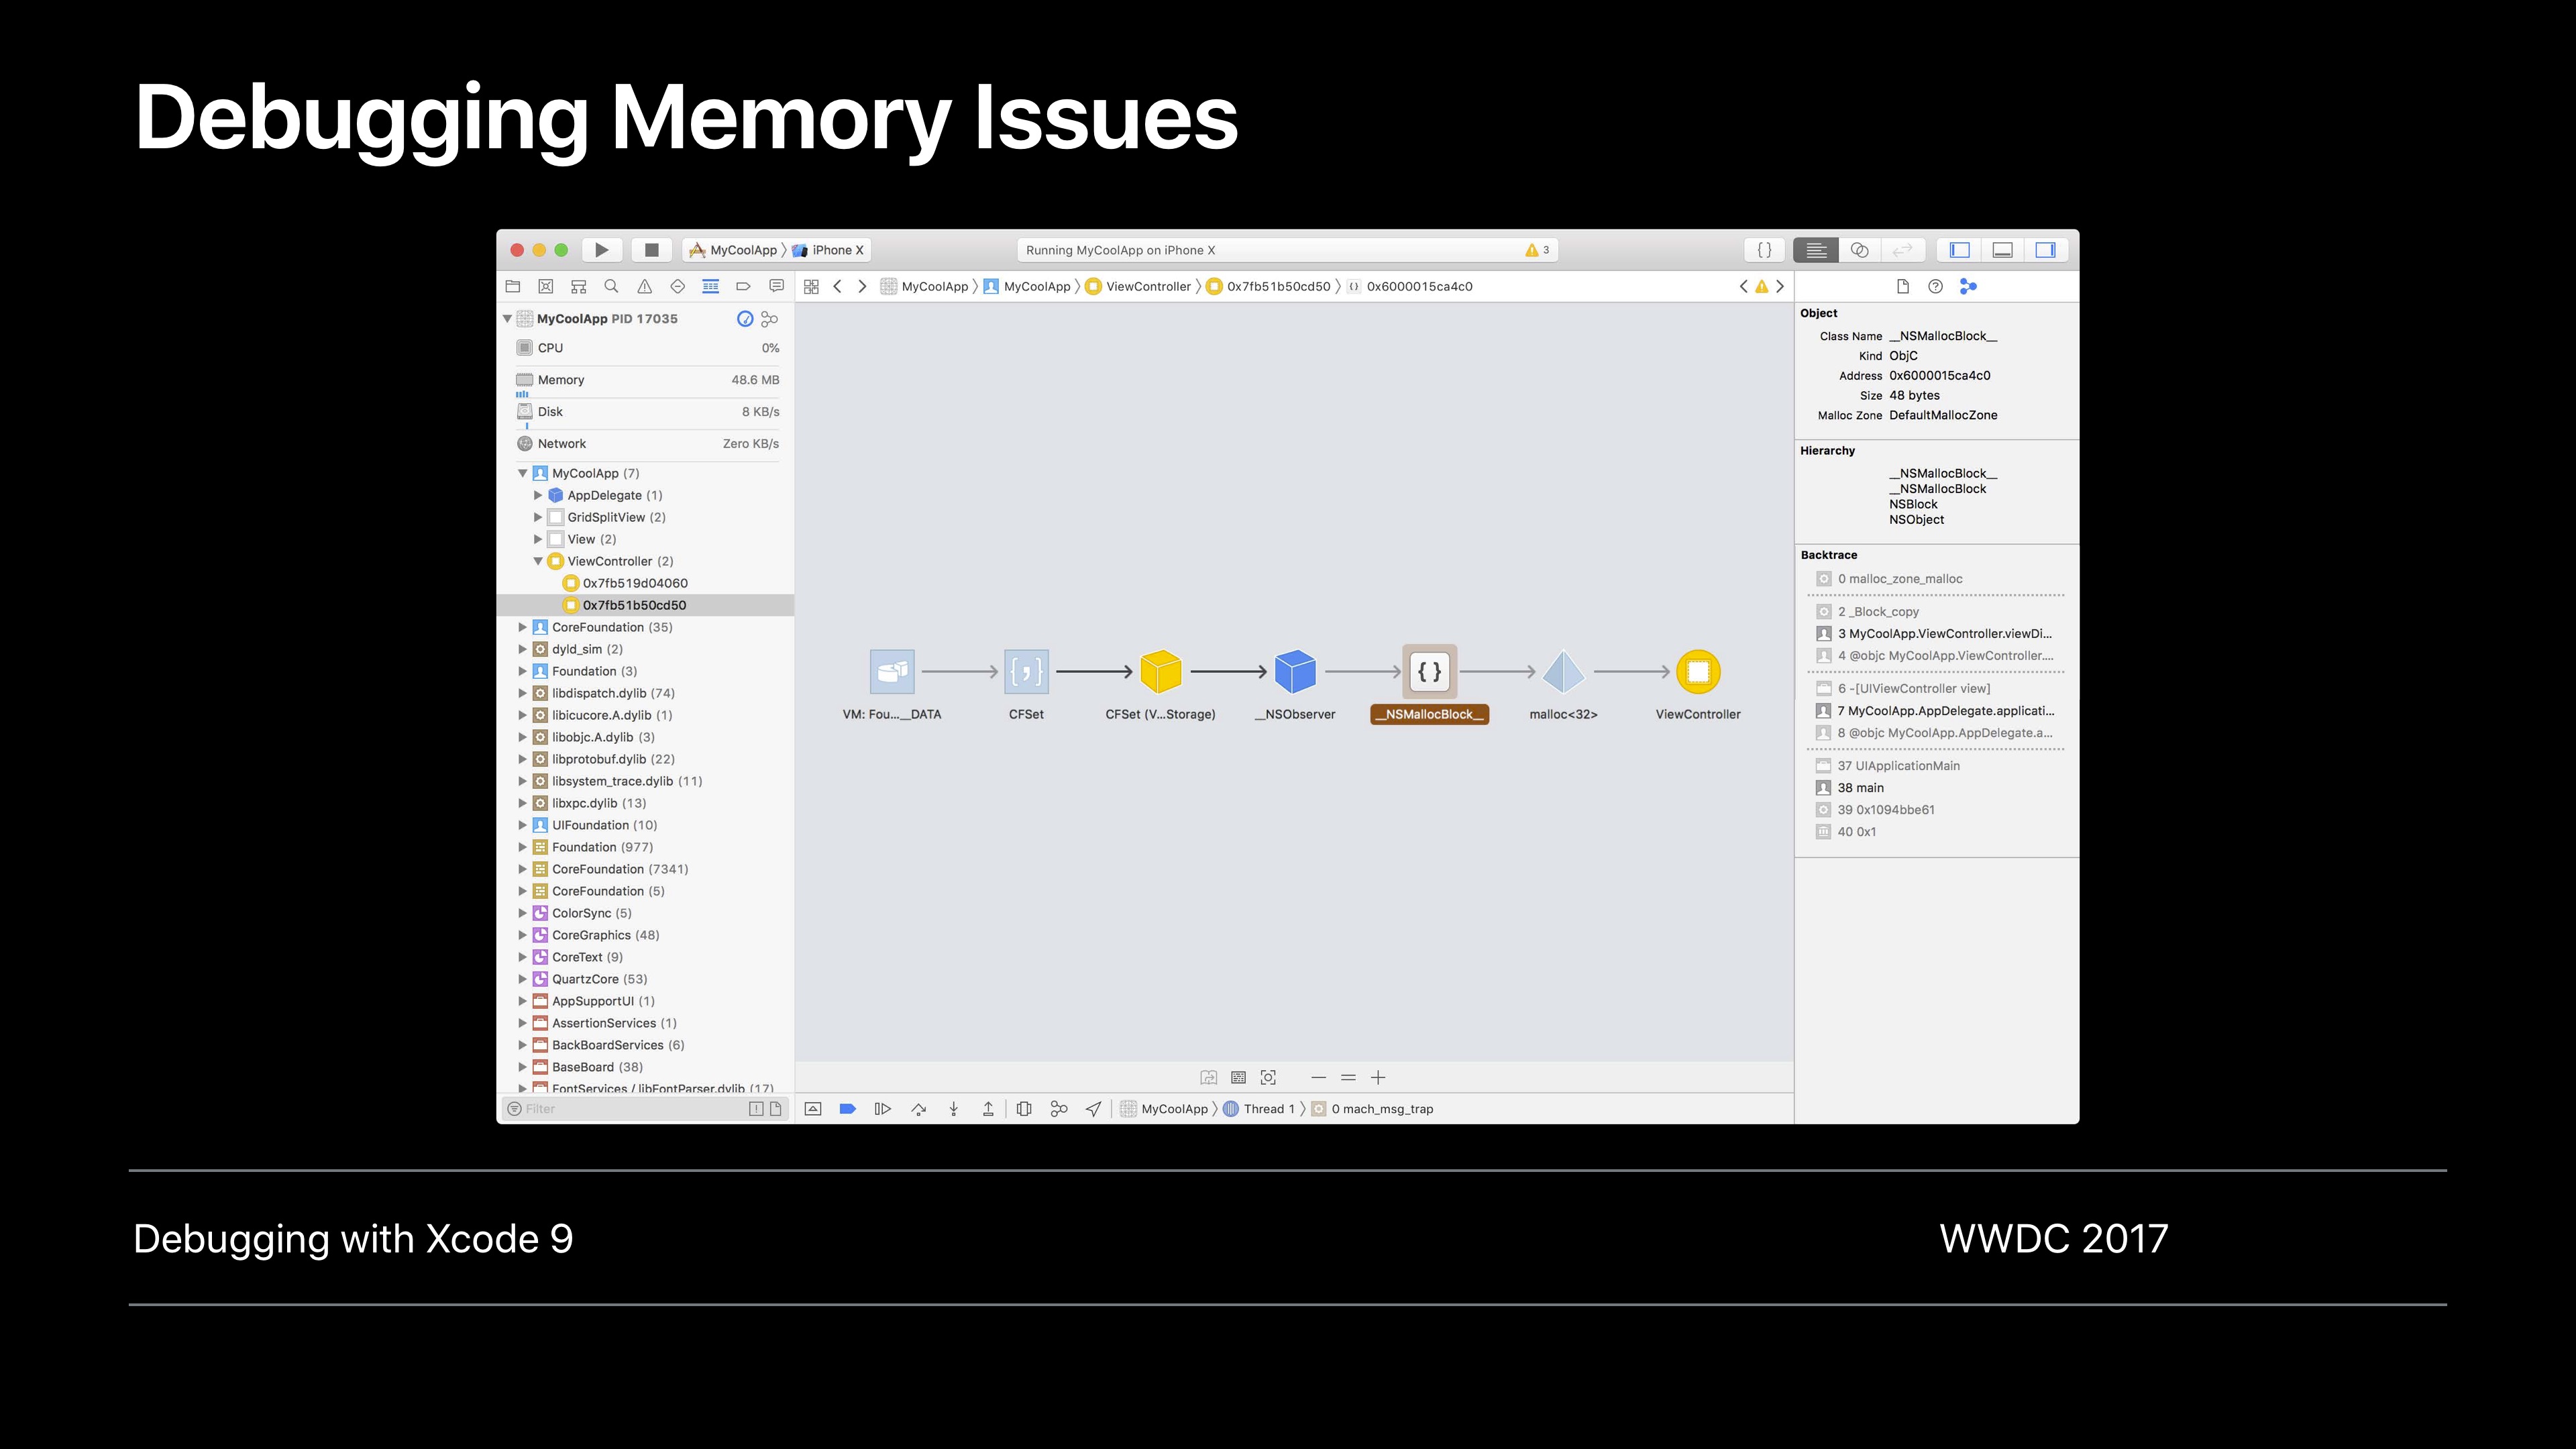 Debugging Memory Issues
MyCoolApp
iPhone X
Running MyCoolApp on iPhone X
3
MyCoolApp
MyCoolApp
ViewController
0x7fb51b50cd50
0x6000015ca4c0
MyCoolApp PID 17035
CPU 0%
Memory 48.6 MB
Disk 8 KB/s
Network Zero KB/s
MyCoolApp (7)
AppDelegate (1)
GridSplitView (2)
View (2)
ViewController (2)
0x7fb519d04060
0x7fb51b50cd50
CoreFoundation (35)
dyld_sim (2)
Foundation (3)
libdispatch.dylib (74)
libicucore.A.dylib (1)
libobjc.A.dylib (3)
libprotobuf.dylib (22)
libsystem_trace.dylib (11)
libxpc.dylib (13)
UIFoundation (10)
Foundation (977)
CoreFoundation (7341)
CoreFoundation (5)
ColorSync (5)
CoreGraphics (48)
CoreText (9)
QuartzCore (53)
AppSupportUI (1)
AssertionServices (1)
BackBoardServices (6)
BaseBoard (38)
FontServices / libFontParser.dylib (17)
Filter
VM: Fou...__DATA
CFSet
CFSet (V...Storage)
__NSObserver
__NSMallocBlock__
malloc<32>
ViewController
MyCoolApp
Thread 1
0 mach_msg_trap
Object
Class Name __NSMallocBlock__
Kind ObjC
Address 0x6000015ca4c0
Size 48 bytes
Malloc Zone DefaultMallocZone
Hierarchy
__NSMallocBlock__
__NSMallocBlock
NSBlock
NSObject
Backtrace
0 malloc_zone_malloc
2 _Block_copy
3 MyCoolApp.ViewController.viewDi...
4 @objc MyCoolApp.ViewController....
6 -[UIViewController view]
7 MyCoolApp.AppDelegate.applicati...
8 @objc MyCoolApp.AppDelegate.a...
37 UIApplicationMain
38 main
39 0x1094bbe61
40 0x1
Debugging with Xcode 9
WWDC 2017